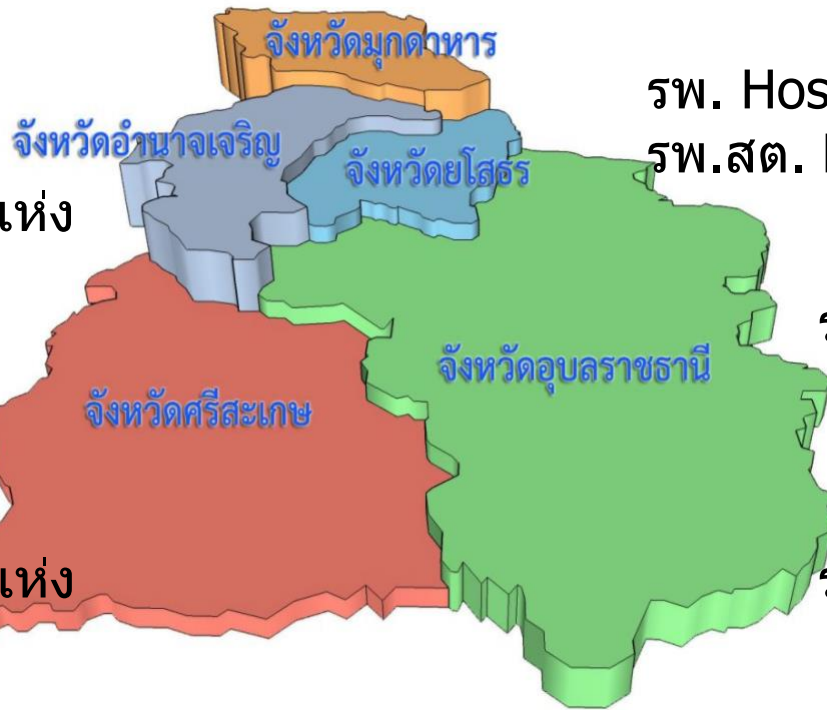 จังหวัดมุกดาหาร
รพ. Hos
จังหวัดอำนาจเจริญ
รพ.สต.
จังหวัดยโสธร
แห่ง
จังหวัดอุบลราชธานี
จังหวัดศรีสะเกษ
แห่ง